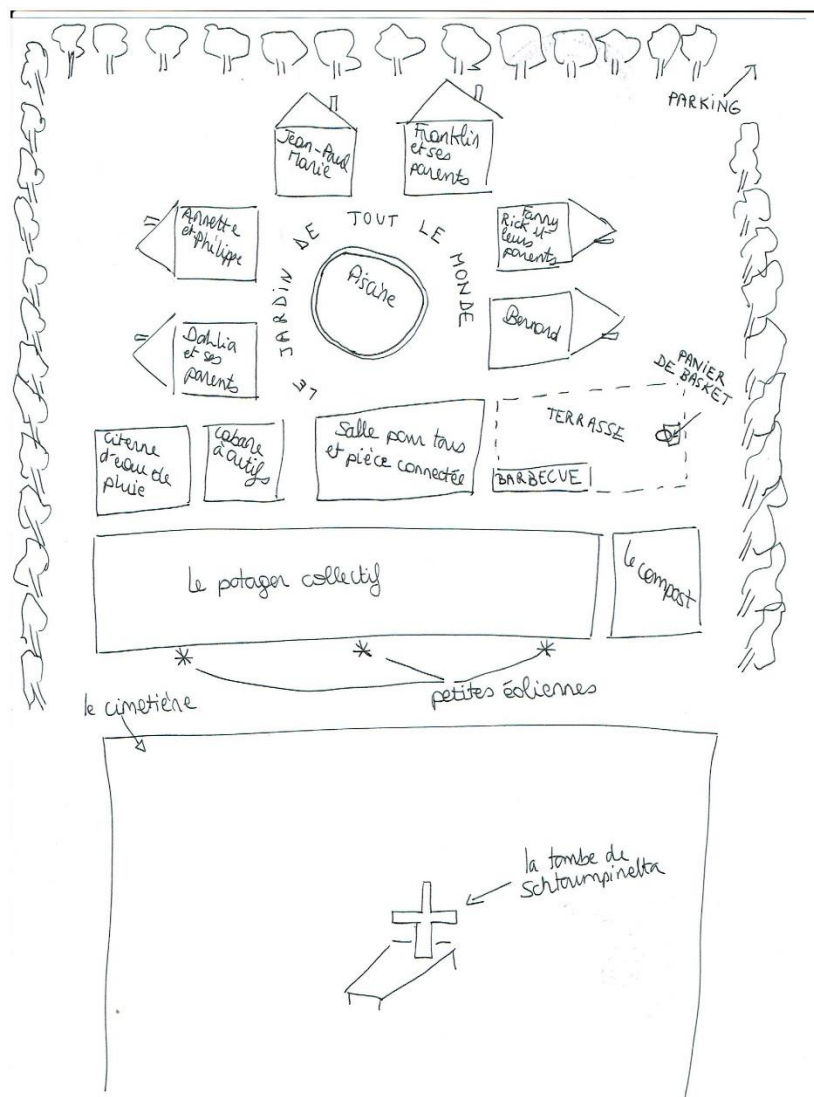 PARKING
Jean-Paul
Marie
Franklin
et ses
parents
Annette
et Philippe
Fanny
Rick et
leurs
parents
LE JARDIN DE TOUT LE MONDE
Piscine
Dahlia
et ses
parents
Bernard
PANIER
DE BASKET
TERRASSE
Citerne
d'eau de
pluie
Cabane
à outils
Salle pour tous
et pièce connectée
BARBECUE
Le potager collectif
Le compost
petites éoliennes
le cimetière
la tombe de
Schtroumpinetta